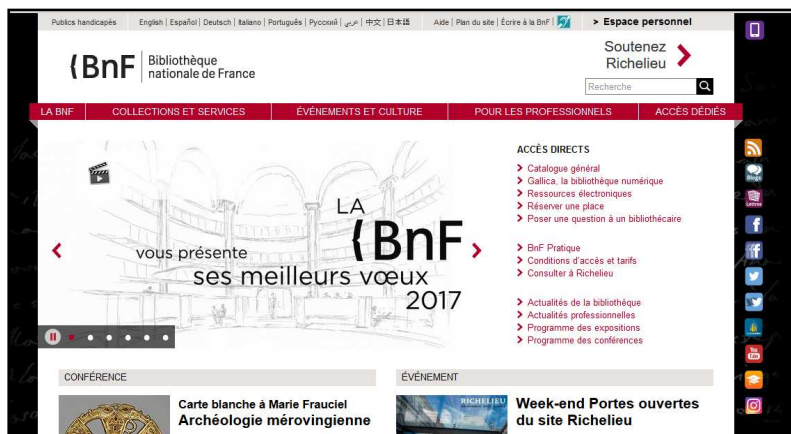 Publics handicapés English | Español | Deutsch | Italiano | Português | Русский | عربي | 中文 | 日本語 Aide | Plan du site | Écrire à la BnF | > Espace personnel
{BnF Bibliothèque
nationale de France
Soutenez
Richelieu
Recherche
LA BNF COLLECTIONS ET SERVICES ÉVÉNEMENTS ET CULTURE POUR LES PROFESSIONNELS ACCÈS DÉDIÉS
LA
{BnF
vous présente
ses meilleurs vœux
2017
ACCÈS DIRECTS
Catalogue général
Gallica, la bibliothèque numérique
Ressources électroniques
Réserver une place
Poser une question à un bibliothécaire
BnF Pratique
Conditions d'accès et tarifs
Consulter à Richelieu
Actualités de la bibliothèque
Actualités professionnelles
Programme des expositions
Programme des conférences
Blogs
Lettres
You
Tube
CONFÉRENCE
Carte blanche à Marie Frauciel
Archéologie mérovingienne
ÉVÉNEMENT
RICHELIEU
Week-end Portes ouvertes
du site Richelieu